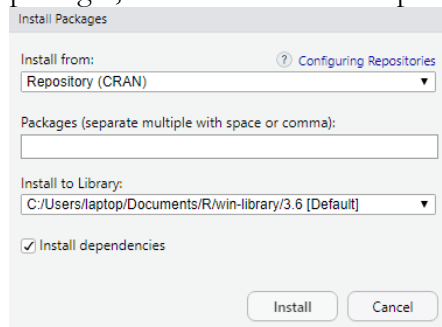 Install Packages
Install from:
? Configuring Repositories
Repository (CRAN)
Packages (separate multiple with space or comma):
Install to Library:
C:/Users/laptop/Documents/R/win-library/3.6 [Default]
Install dependencies
Install Cancel